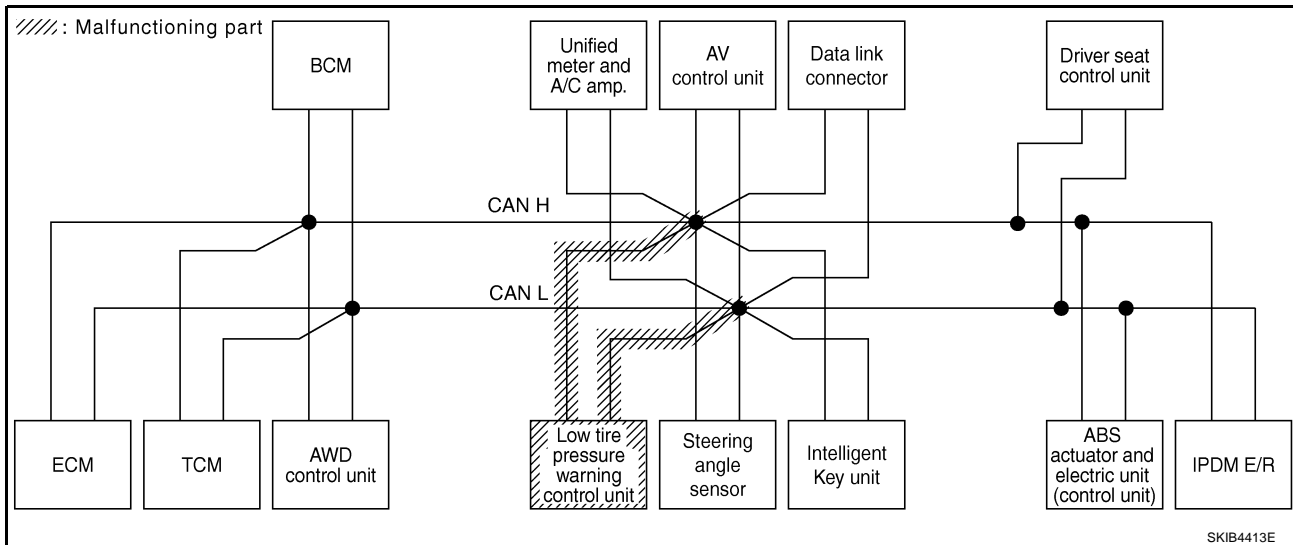 : Malfunctioning part
BCM
Unified
meter and
A/C amp.
AV
control unit
Data link
connector
Driver seat
control unit
CAN H
CAN L
ECM
TCM
AWD
control unit
Low tire
pressure
warning
control unit
Steering
angle
sensor
Intelligent
Key unit
ABS
actuator and
electric unit
(control unit)
IPDM E/R
SKIB4413E